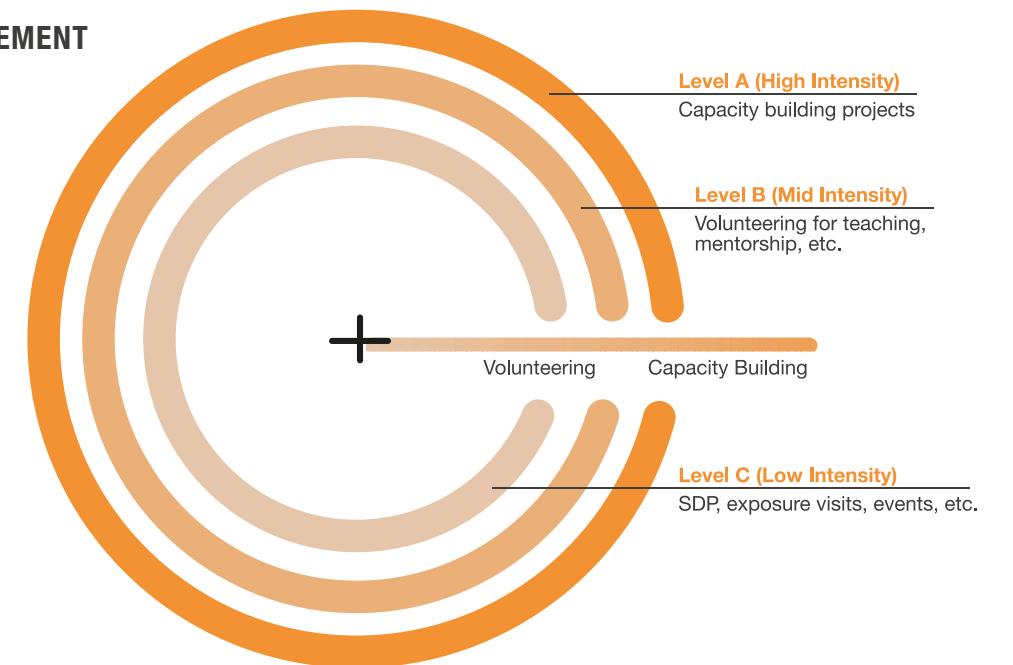 EMENT
Level A (High Intensity)
Capacity building projects
Level B (Mid Intensity)
Volunteering for teaching,
mentorship, etc.
Volunteering
Capacity Building
Level C (Low Intensity)
SDP, exposure visits, events, etc.